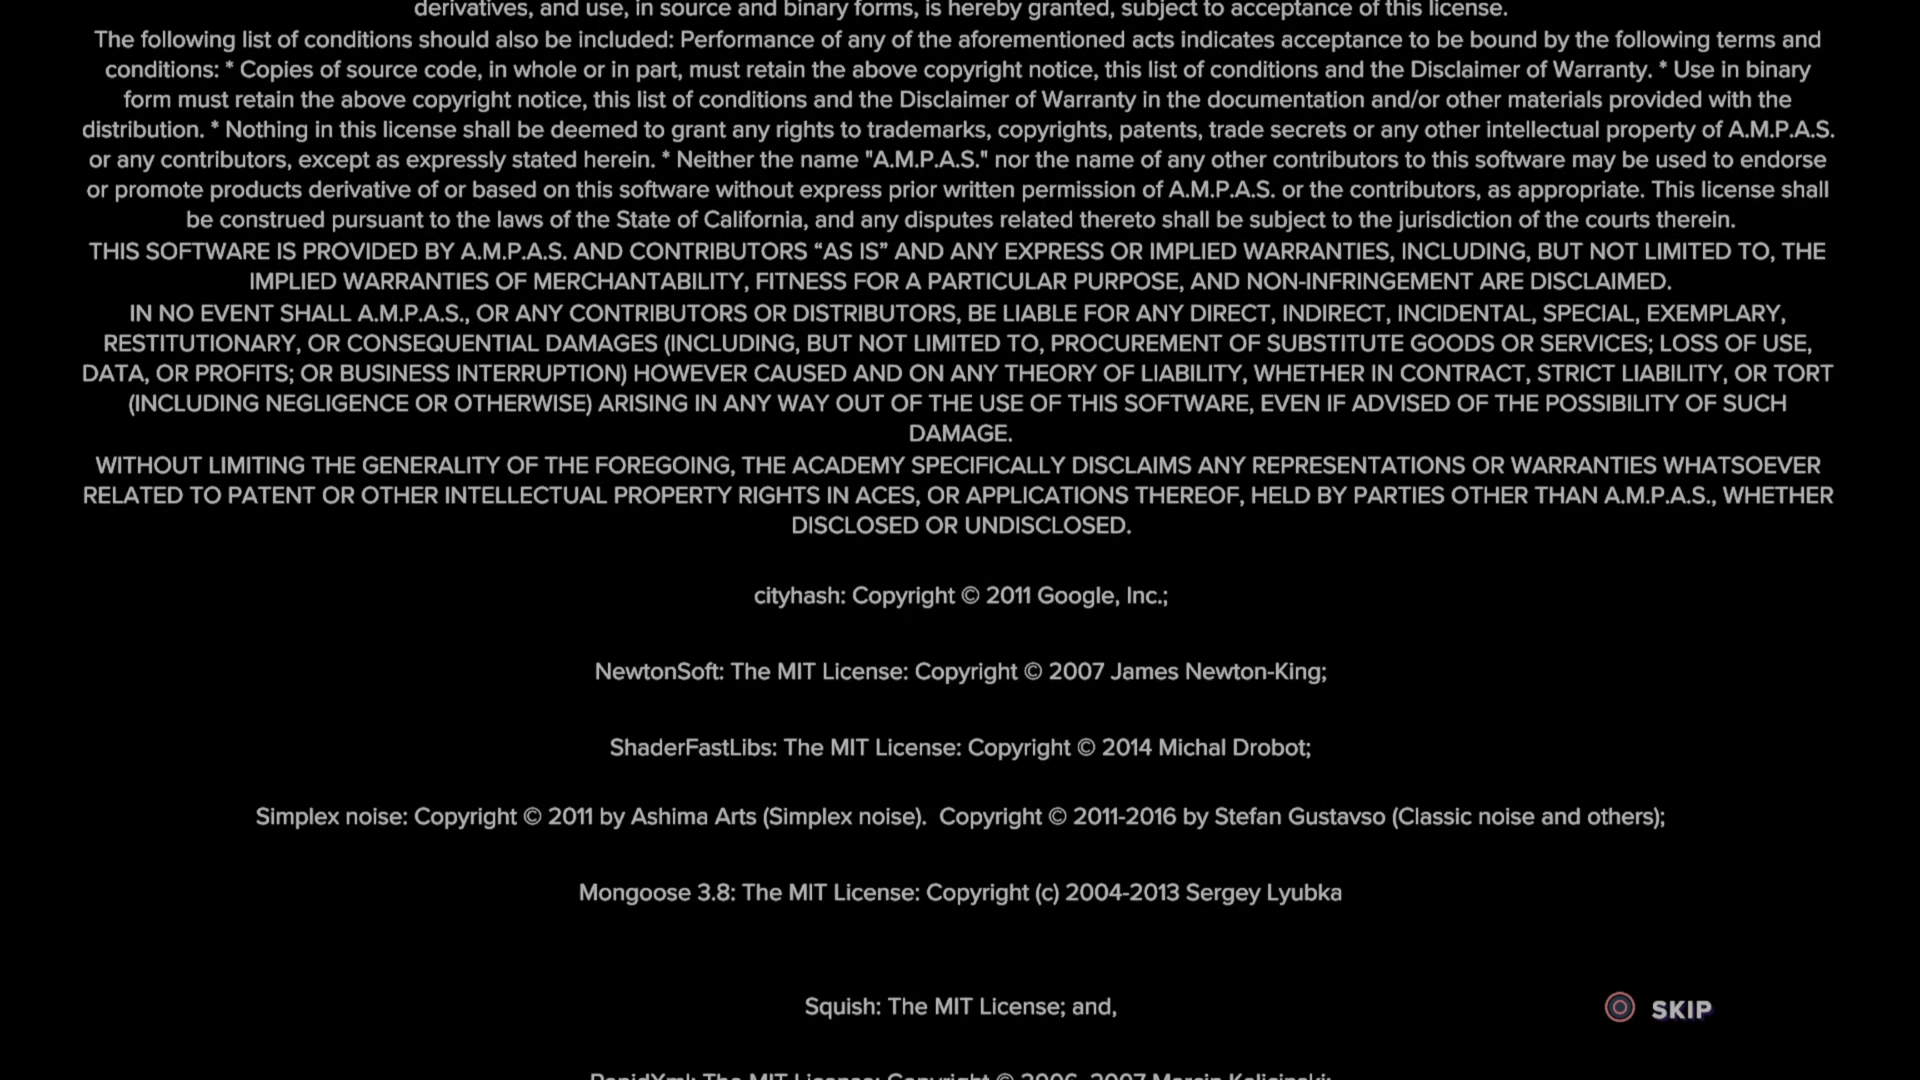 derivatives, and use, in source and binary forms, is hereby granted, subject to acceptance of this license.
The following list of conditions should also be included: Performance of any of the aforementioned acts indicates acceptance to be bound by the following terms and
conditions: * Copies of source code, in whole or in part, must retain the above copyright notice, this list of conditions and the Disclaimer of Warranty. * Use in binary
form must retain the above copyright notice, this list of conditions and the Disclaimer of Warranty in the documentation and/or other materials provided with the
distribution. * Nothing in this license shall be deemed to grant any rights to trademarks, copyrights, patents, trade secrets or any other intellectual property of A.M.P.A.S.
or any contributors, except as expressly stated herein. * Neither the name "A.M.P.A.S." nor the name of any other contributors to this software may be used to endorse
or promote products derivative of or based on this software without express prior written permission of A.M.P.A.S. or the contributors, as appropriate. This license shall
be construed pursuant to the laws of the State of California, and any disputes related thereto shall be subject to the jurisdiction of the courts therein.
THIS SOFTWARE IS PROVIDED BY A.M.P.A.S. AND CONTRIBUTORS “AS IS” AND ANY EXPRESS OR IMPLIED WARRANTIES, INCLUDING, BUT NOT LIMITED TO, THE
IMPLIED WARRANTIES OF MERCHANTABILITY, FITNESS FOR A PARTICULAR PURPOSE, AND NON-INFRINGEMENT ARE DISCLAIMED.
IN NO EVENT SHALL A.M.P.A.S., OR ANY CONTRIBUTORS OR DISTRIBUTORS, BE LIABLE FOR ANY DIRECT, INDIRECT, INCIDENTAL, SPECIAL, EXEMPLARY,
RESTITUTIONARY, OR CONSEQUENTIAL DAMAGES (INCLUDING, BUT NOT LIMITED TO, PROCUREMENT OF SUBSTITUTE GOODS OR SERVICES; LOSS OF USE,
DATA, OR PROFITS; OR BUSINESS INTERRUPTION) HOWEVER CAUSED AND ON ANY THEORY OF LIABILITY, WHETHER IN CONTRACT, STRICT LIABILITY, OR TORT
(INCLUDING NEGLIGENCE OR OTHERWISE) ARISING IN ANY WAY OUT OF THE USE OF THIS SOFTWARE, EVEN IF ADVISED OF THE POSSIBILITY OF SUCH
DAMAGE.
WITHOUT LIMITING THE GENERALITY OF THE FOREGOING, THE ACADEMY SPECIFICALLY DISCLAIMS ANY REPRESENTATIONS OR WARRANTIES WHATSOEVER
RELATED TO PATENT OR OTHER INTELLECTUAL PROPERTY RIGHTS IN ACES, OR APPLICATIONS THEREOF, HELD BY PARTIES OTHER THAN A.M.P.A.S., WHETHER
DISCLOSED OR UNDISCLOSED.
cityhash: Copyright © 2011 Google, Inc.;
NewtonSoft: The MIT License: Copyright © 2007 James Newton-King;
ShaderFastLibs: The MIT License: Copyright © 2014 Michal Drobot;
Simplex noise: Copyright © 2011 by Ashima Arts (Simplex noise).  Copyright © 2011-2016 by Stefan Gustavso (Classic noise and others);
Mongoose 3.8: The MIT License: Copyright (c) 2004-2013 Sergey Lyubka
Squish: The MIT License; and,
SKIP
RapidXml: The MIT License: Copyright © 2006, 2007 Marcin Kalicinski;